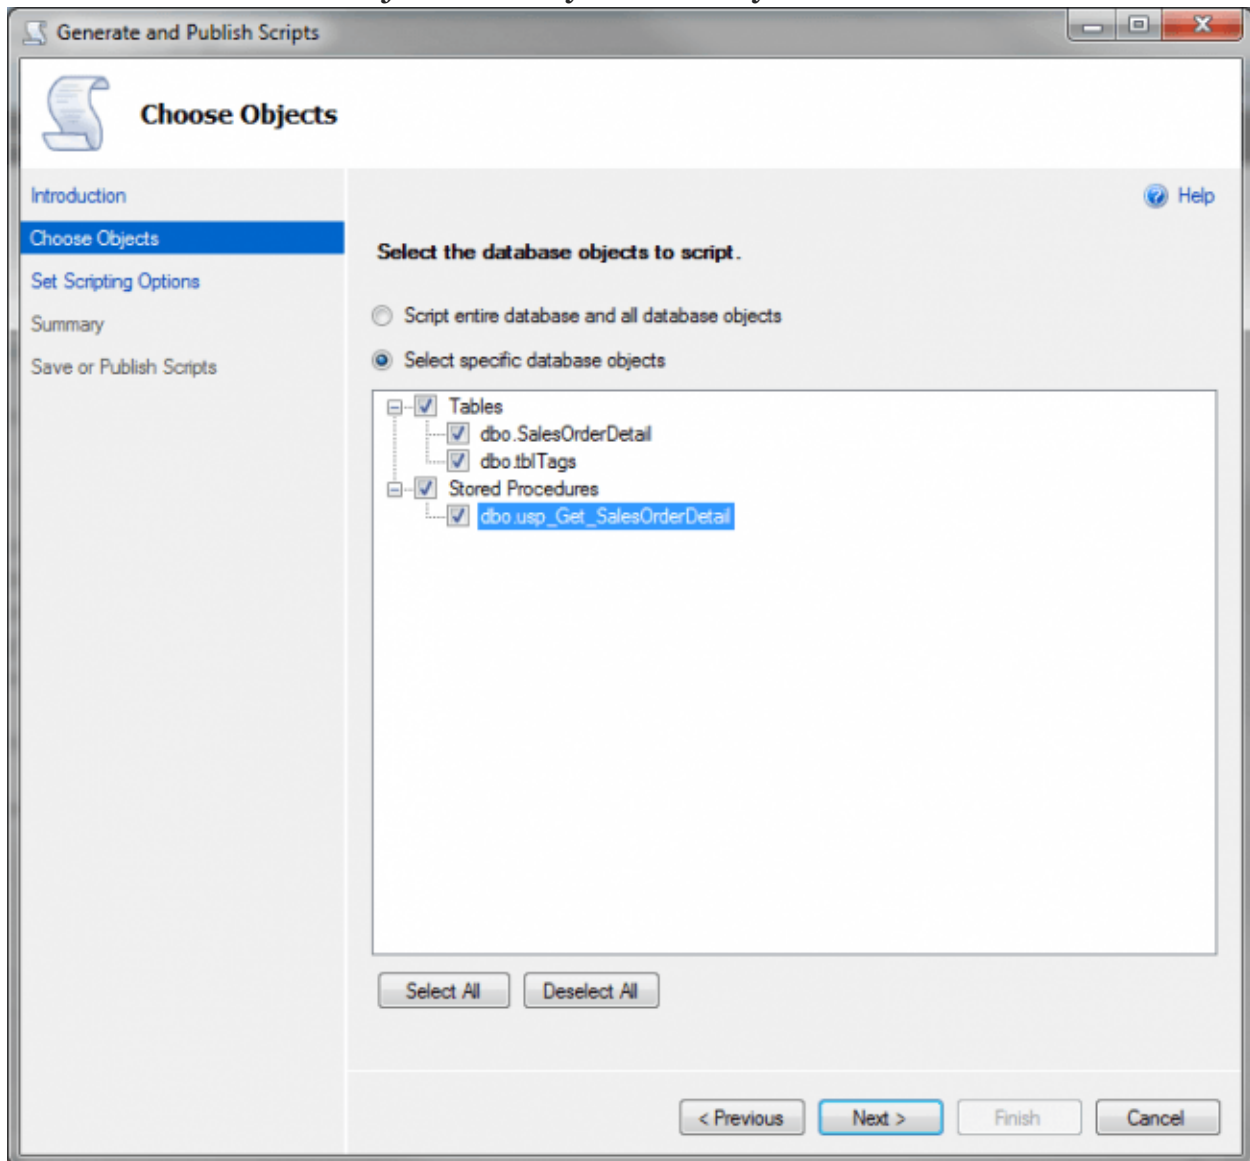 Generate and Publish Scripts
Choose Objects
Introduction
Help
Choose Objects
Select the database objects to script.
Set Scripting Options
Script entire database and all database objects
Summary
Select specific database objects
Save or Publish Scripts
Tables
dbo.SalesOrderDetail
dbo.tblTags
Stored Procedures
dbo.usp_Get_SalesOrderDetail
Select All Deselect All
< Previous Next > Finish Cancel